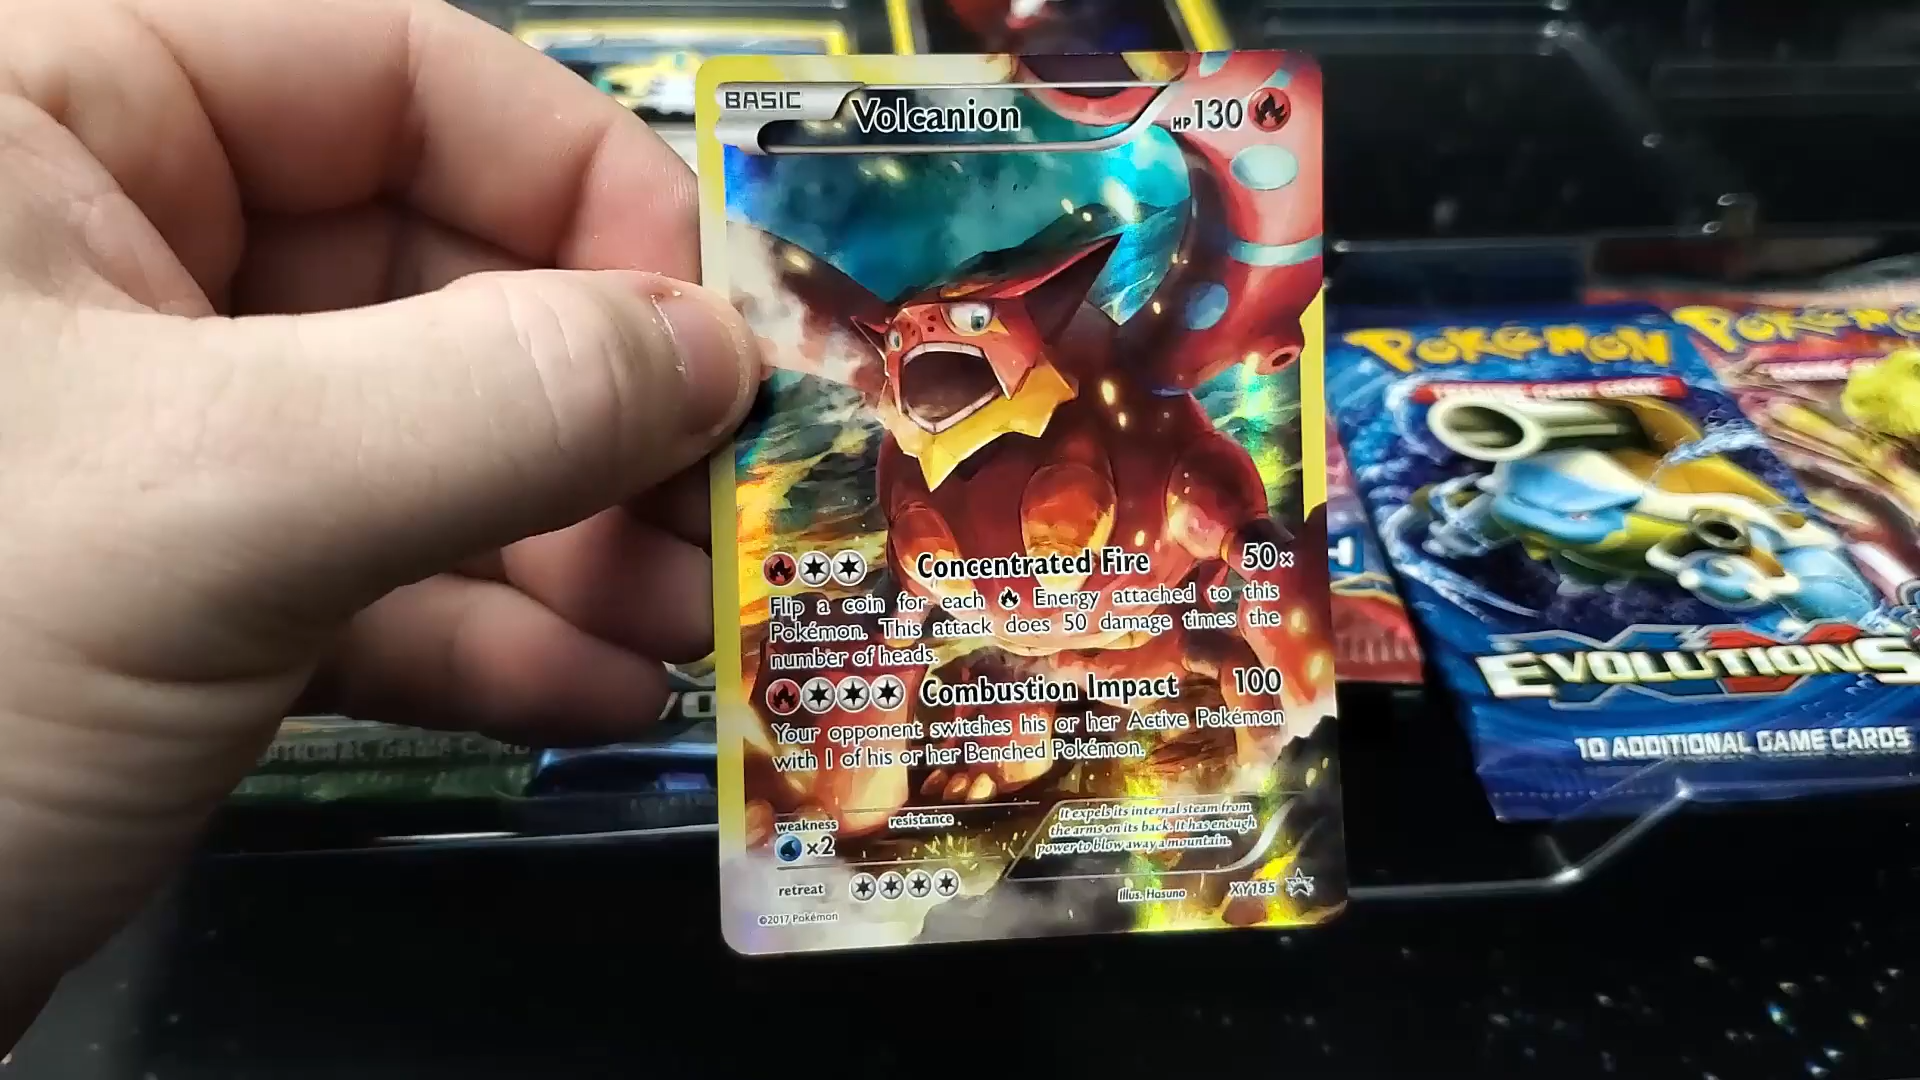 BASIC
Volcanion
HP130
Concentrated Fire 50×
Flip a coin for each Energy attached to this
Pokémon. This attack does 50 damage times the
number of heads.
Combustion Impact 100
Your opponent switches his or her Active Pokémon
with 1 of his or her Benched Pokémon.
weakness
×2
resistance
It expels its internal steam from
the arms on its back. It has enough
power to blow away a mountain.
retreat
Illus. Hasuno
XY185
©2017 Pokémon
POKéMON
TRADING CARD GAME
XY
EVOLUTIONS
10 ADDITIONAL GAME CARDS
POKéMON